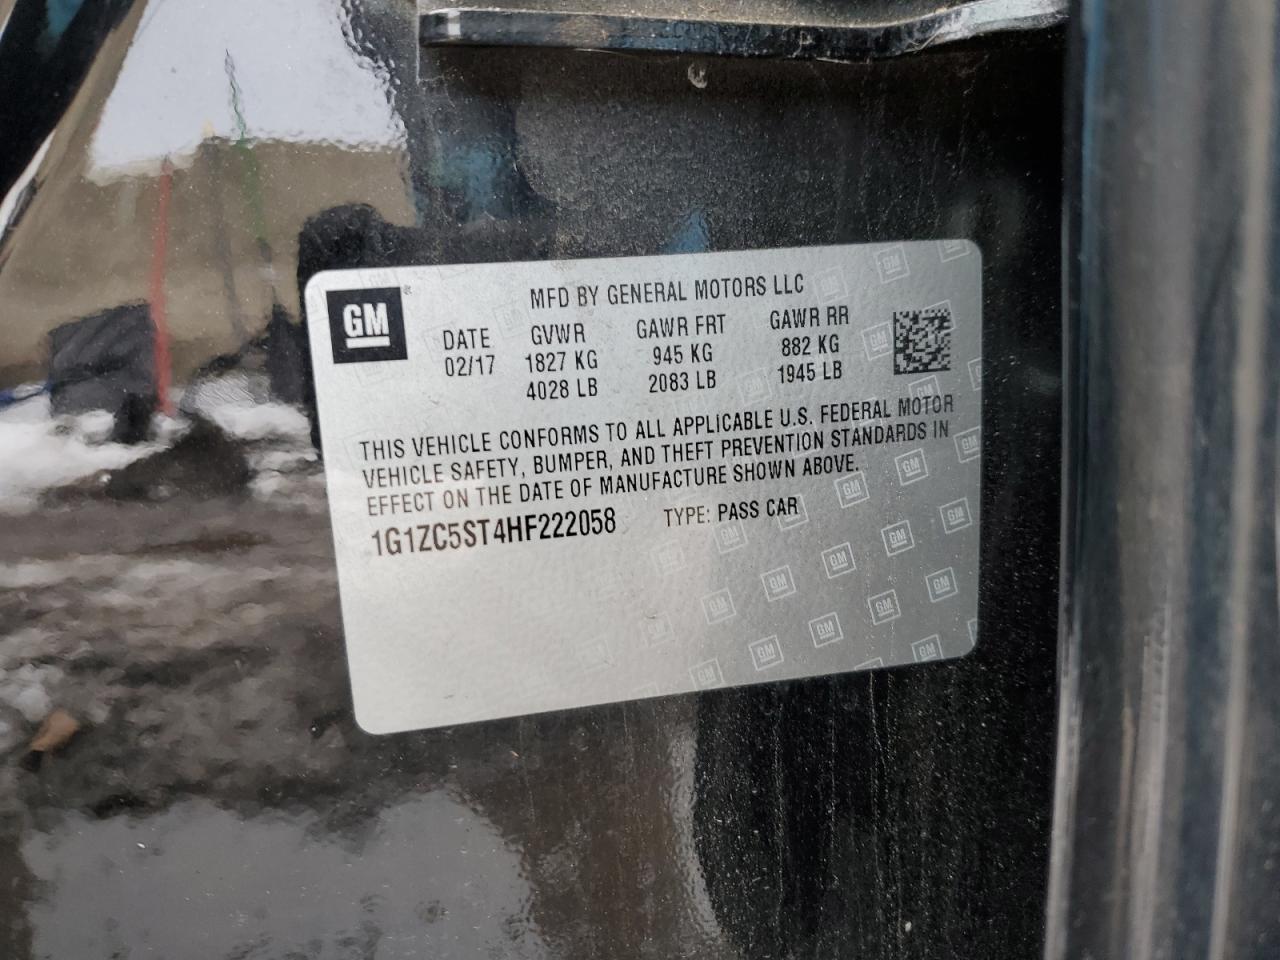 GM®
MFD BY GENERAL MOTORS LLC
DATE GVWR GAWR FRT GAWR RR
02/17 1827 KG 945 KG 882 KG
4028 LB 2083 LB 1945 LB
THIS VEHICLE CONFORMS TO ALL APPLICABLE U.S. FEDERAL MOTOR
VEHICLE SAFETY, BUMPER, AND THEFT PREVENTION STANDARDS IN
EFFECT ON THE DATE OF MANUFACTURE SHOWN ABOVE.
1G1ZC5ST4HF222058 TYPE: PASS CAR